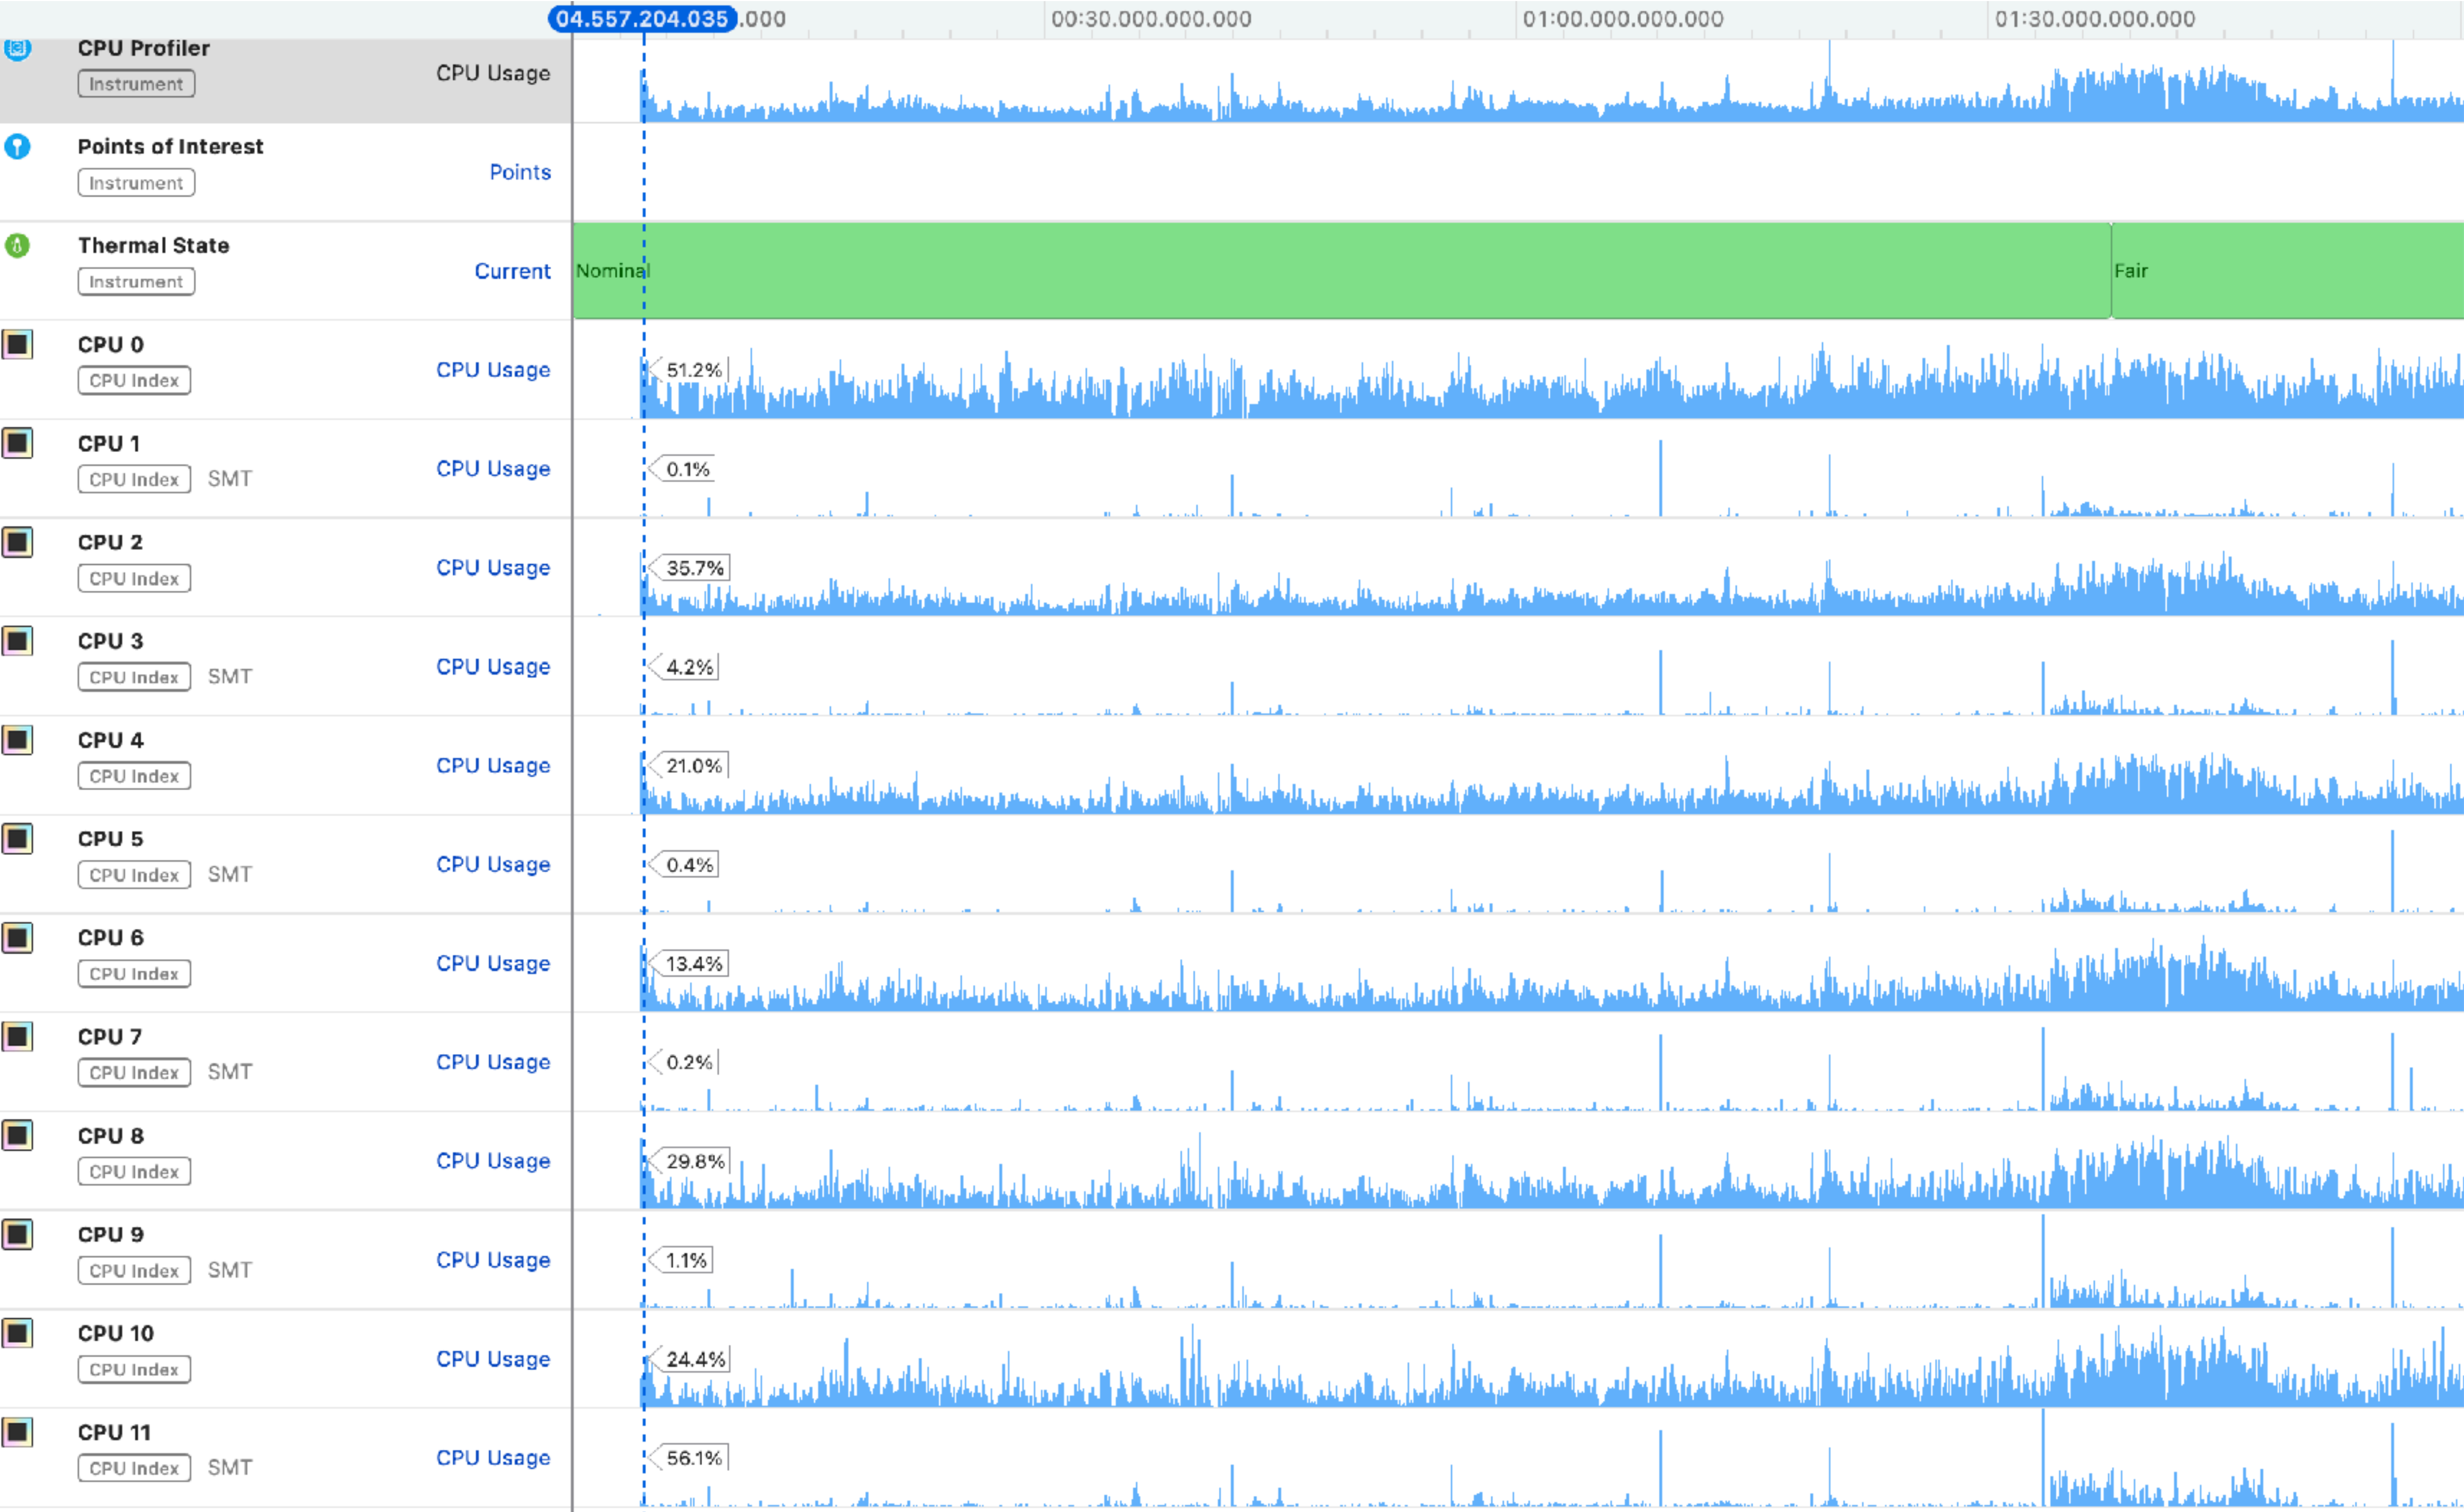 04.557.204.035 .000 00:30.000.000.000 01:00.000.000.000 01:30.000.000.000
CPU Profiler
Instrument
CPU Usage
Points of Interest
Instrument
Points
Thermal State
Instrument
Current
Nominal
Fair
CPU 0
CPU Index
CPU Usage
51.2%
CPU 1
CPU Index SMT
CPU Usage
0.1%
CPU 2
CPU Index
CPU Usage
35.7%
CPU 3
CPU Index SMT
CPU Usage
4.2%
CPU 4
CPU Index
CPU Usage
21.0%
CPU 5
CPU Index SMT
CPU Usage
0.4%
CPU 6
CPU Index
CPU Usage
13.4%
CPU 7
CPU Index SMT
CPU Usage
0.2%
CPU 8
CPU Index
CPU Usage
29.8%
CPU 9
CPU Index SMT
CPU Usage
1.1%
CPU 10
CPU Index
CPU Usage
24.4%
CPU 11
CPU Index SMT
CPU Usage
56.1%